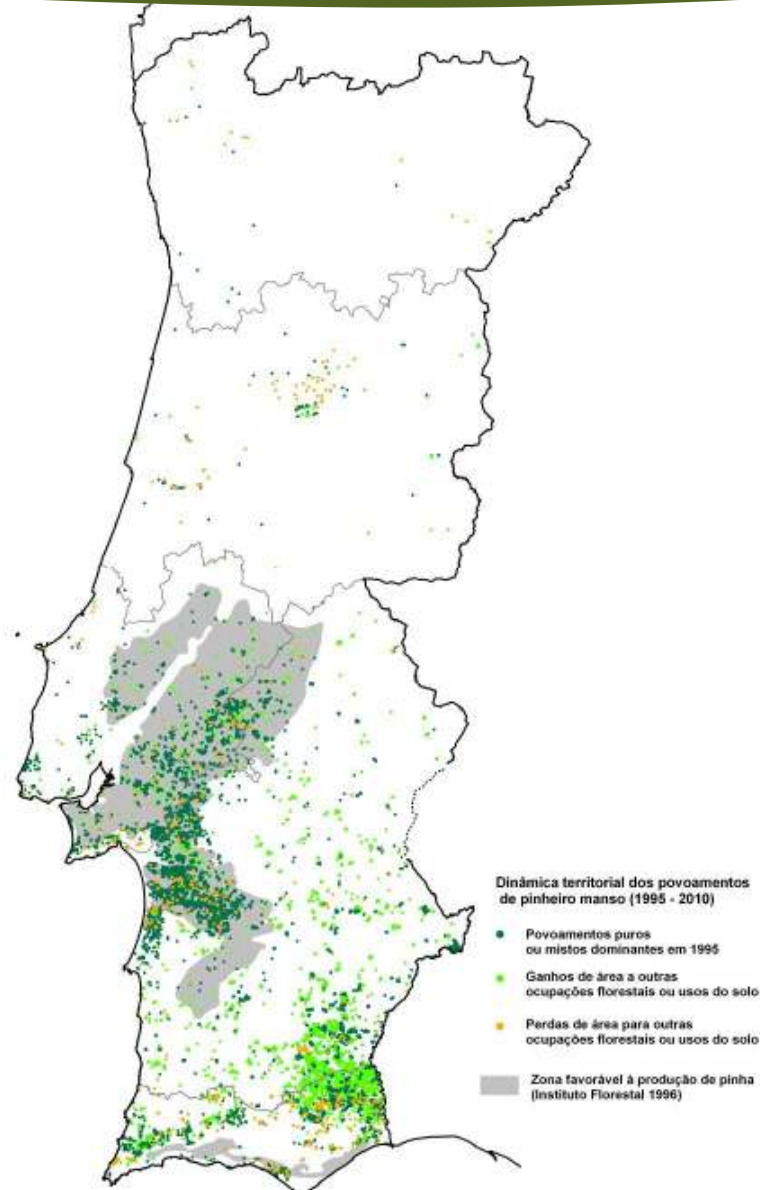 Dinâmica territorial dos povoamentos
de pinheiro manso (1995 - 2010)
Povoamentos puros
ou mistos dominantes em 1995
Ganhos de área a outras
ocupações florestais ou usos do solo
Perdas de área para outras
ocupações florestais ou usos do solo
Zona favorável à produção de pinha
(Instituto Florestal 1996)